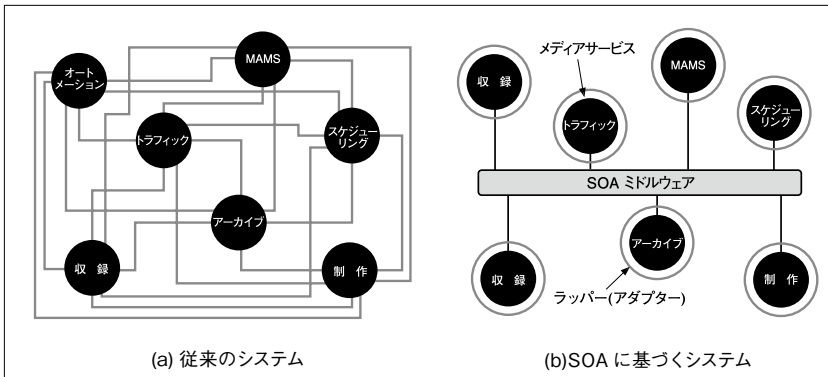 オート
メーション
MAMS
トラフィック
スケジュー
リング
アーカイブ
収 録
制 作
(a) 従来のシステム
メディアサービス
収 録
トラフィック
MAMS
スケジュー
リング
SOA ミドルウェア
収 録
アーカイブ
制 作
ラッパー(アダプター)
(b)SOA に基づくシステム